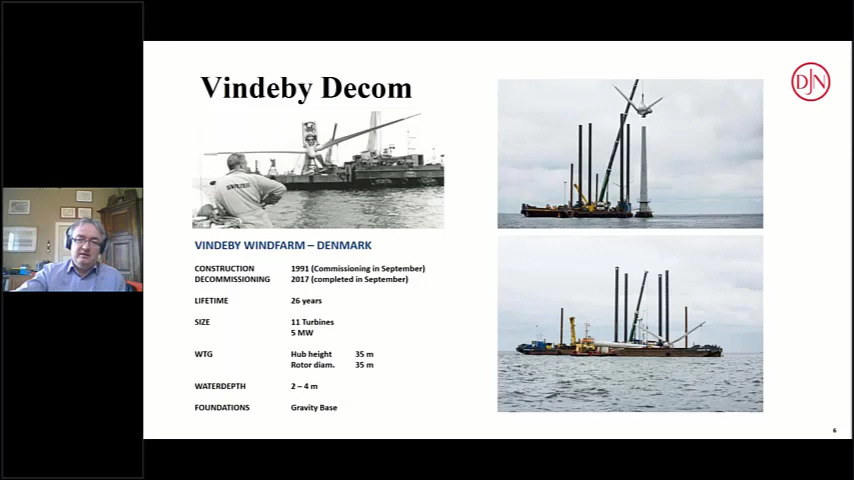 Vindeby Decom
DJN
VINDEBY WINDFARM – DENMARK
CONSTRUCTION 1991 (Commissioning in September)
DECOMMISSIONING 2017 (completed in September)
LIFETIME 26 years
SIZE 11 Turbines
5 MW
WTG Hub height 35 m
Rotor diam. 35 m
WATERDEPTH 2 – 4 m
FOUNDATIONS Gravity Base
6